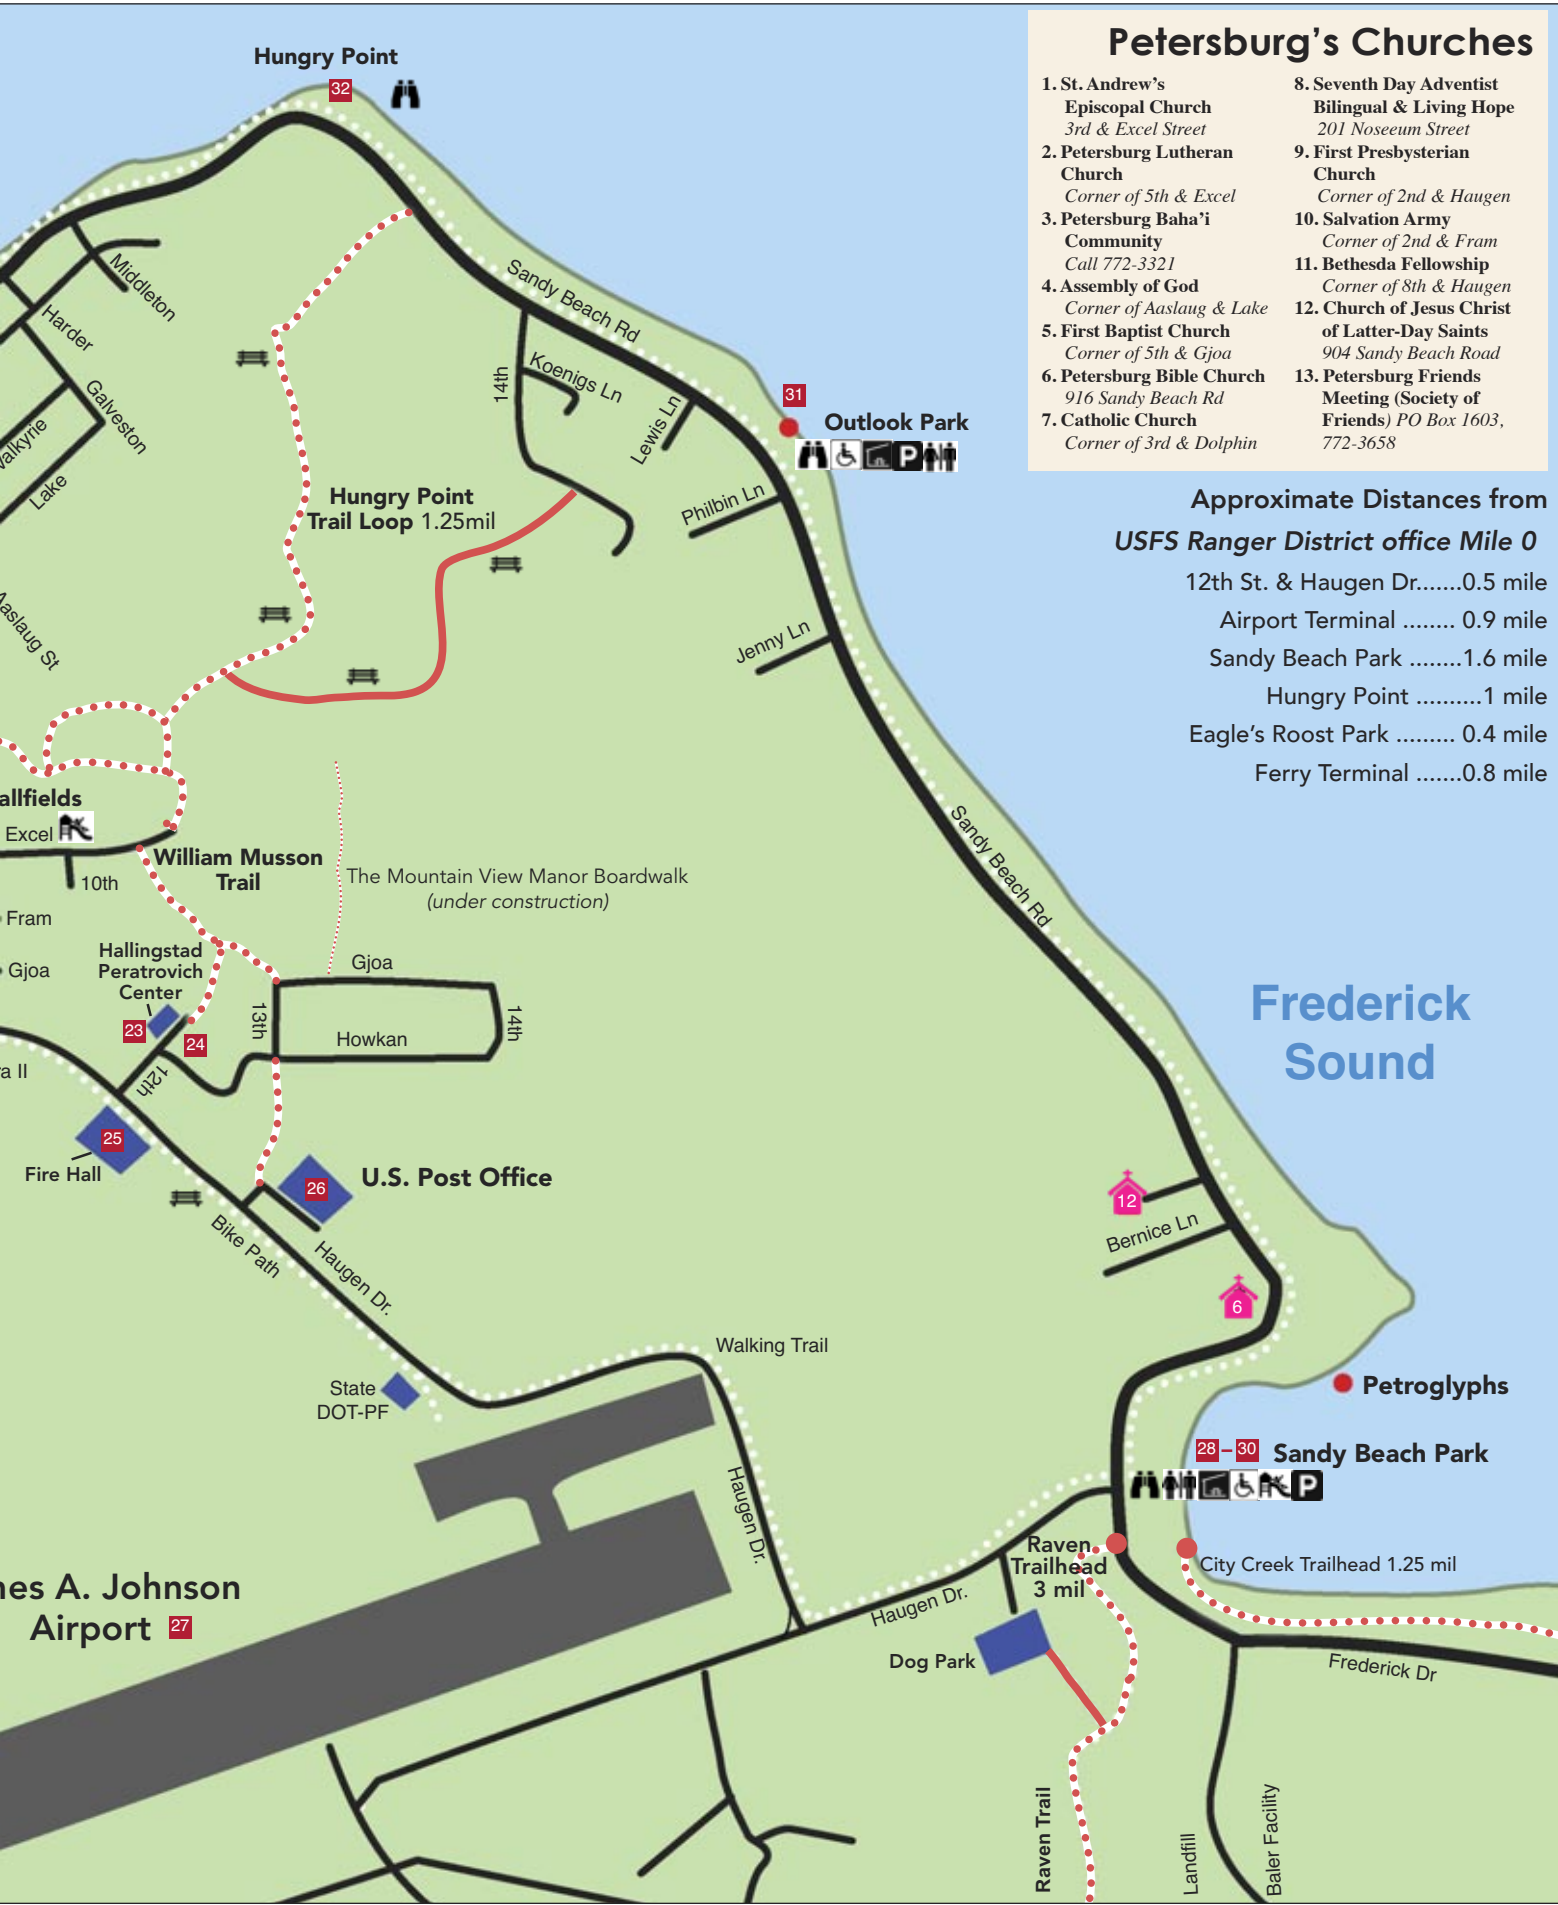 Hungry Point
32
Petersburg's Churches
1. St. Andrew's
Episcopal Church
3rd & Excel Street
2. Petersburg Lutheran
Church
Corner of 5th & Excel
3. Petersburg Baha'i
Community
Call 772-3321
4. Assembly of God
Corner of Aaslaug & Lake
5. First Baptist Church
Corner of 5th & Gjoa
6. Petersburg Bible Church
916 Sandy Beach Rd
7. Catholic Church
Corner of 3rd & Dolphin
8. Seventh Day Adventist
Bilingual & Living Hope
201 Noseeum Street
9. First Presbysterian
Church
Corner of 2nd & Haugen
10. Salvation Army
Corner of 2nd & Fram
11. Bethesda Fellowship
Corner of 8th & Haugen
12. Church of Jesus Christ
of Latter-Day Saints
904 Sandy Beach Road
13. Petersburg Friends
Meeting (Society of
Friends) PO Box 1603,
772-3658
Approximate Distances from
USFS Ranger District office Mile 0
12th St. & Haugen Dr.......0.5 mile
Airport Terminal ........ 0.9 mile
Sandy Beach Park ........1.6 mile
Hungry Point ..........1 mile
Eagle's Roost Park ......... 0.4 mile
Ferry Terminal .......0.8 mile
Middleton
Harder
Galveston
Valkyrie
Lake
Aaslaug St
Sandy Beach Rd
14th
Koenigs Ln
Lewis Ln
31
Outlook Park
P
Philbin Ln
Hungry Point
Trail Loop 1.25mil
Jenny Ln
allfields
Excel
10th
William Musson
Trail
The Mountain View Manor Boardwalk
(under construction)
Sandy Beach Rd
Fram
Gjoa
Hallingstad
Peratrovich
Center
23
24
Gjoa
13th
14th
Howkan
12th
ra II
Frederick
Sound
25
Fire Hall
26
U.S. Post Office
Bike Path
Haugen Dr.
12
Bernice Ln
6
Walking Trail
State
DOT-PF
Petroglyphs
28-30
Sandy Beach Park
P
Haugen Dr.
Raven
Trailhead
3 mil
City Creek Trailhead 1.25 mil
nes A. Johnson
Airport 27
Haugen Dr.
Dog Park
Frederick Dr
Raven Trail
Landfill
Baler Facility